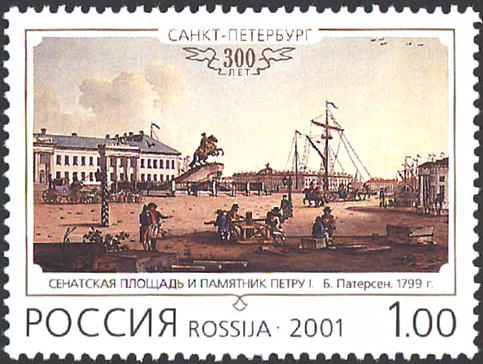 САНКТ-ПЕТЕРБУРГ
300
ЛЕТ
СЕНАТСКАЯ ПЛОЩАДЬ И ПАМЯТНИК ПЕТРУ I. Б. Патерсен. 1799 г.
РОССИЯ ROSSIJA · 2001 1.00